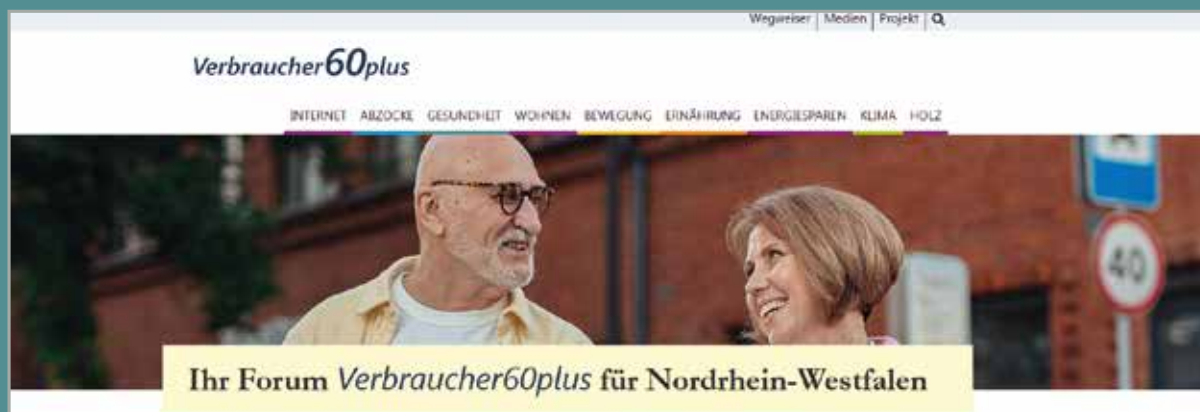 Wegweiser | Medien | Projekt |
Verbraucher60plus
INTERNET ABZOCKE GESUNDHEIT WOHNEN BEWEGUNG ERNÄHRUNG ENERGIESPAREN KLIMA HOLZ
40
Ihr Forum Verbraucher60plus für Nordrhein-Westfalen